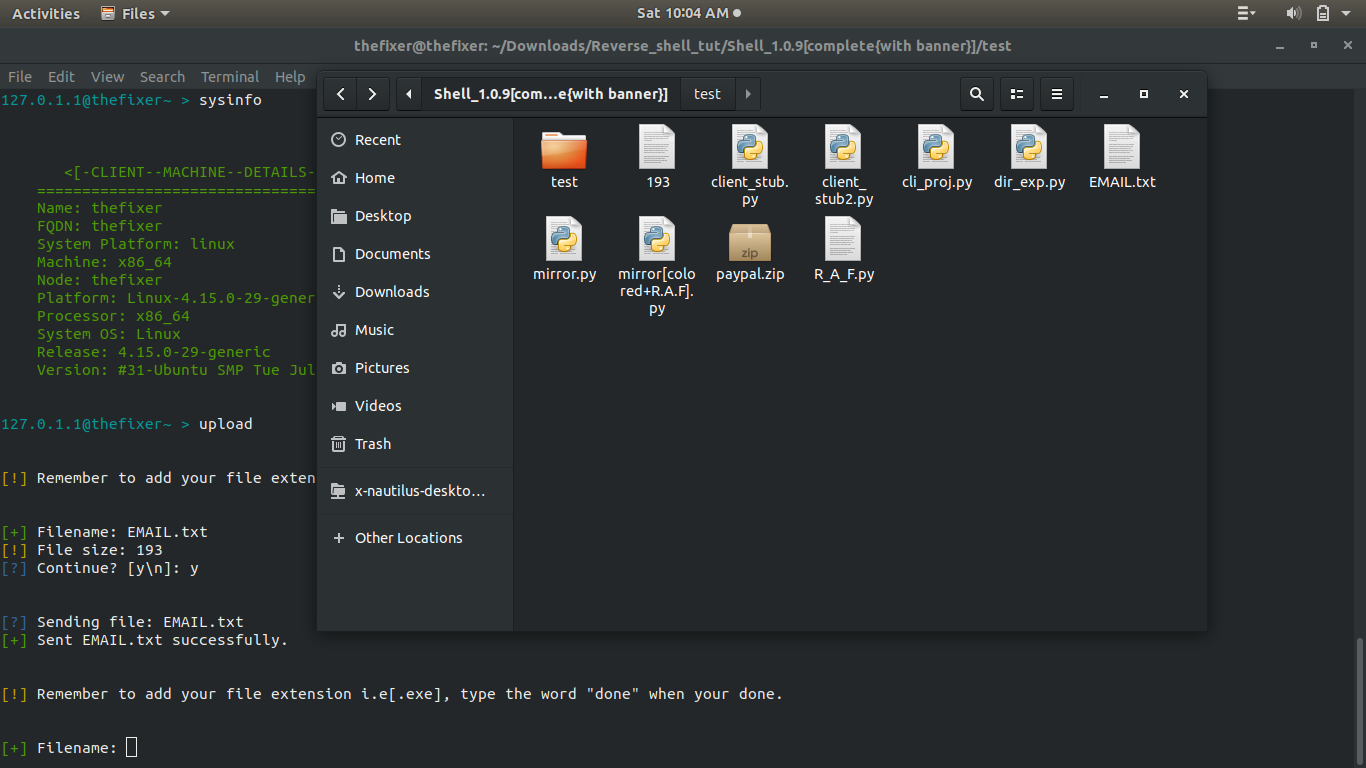 Activities Files Sat 10:04 AM
thefixer@thefixer: ~/Downloads/Reverse_shell_tut/Shell_1.0.9[complete{with banner}]/test
File Edit View Search Terminal Help
127.0.1.1@thefixer~ > sysinfo
<[-CLIENT--MACHINE--DETAILS-
=================================
Name: thefixer
FQDN: thefixer
System Platform: linux
Machine: x86_64
Node: thefixer
Platform: Linux-4.15.0-29-gener
Processor: x86_64
System OS: Linux
Release: 4.15.0-29-generic
Version: #31-Ubuntu SMP Tue Jul
127.0.1.1@thefixer~ > upload
[!] Remember to add your file exten
[+] Filename: EMAIL.txt
[!] File size: 193
[?] Continue? [y\n]: y
[?] Sending file: EMAIL.txt
[+] Sent EMAIL.txt successfully.
[!] Remember to add your file extension i.e[.exe], type the word "done" when your done.
[+] Filename:
Shell_1.0.9[com...e{with banner}] test
Recent
Home
Desktop
Documents
Downloads
Music
Pictures
Videos
Trash
x-nautilus-deskto...
Other Locations
test
193
client_stub.
py
client_
stub2.py
cli_proj.py
dir_exp.py
EMAIL.txt
mirror.py
mirror[colo
red+R.A.F].
py
zip
paypal.zip
R_A_F.py